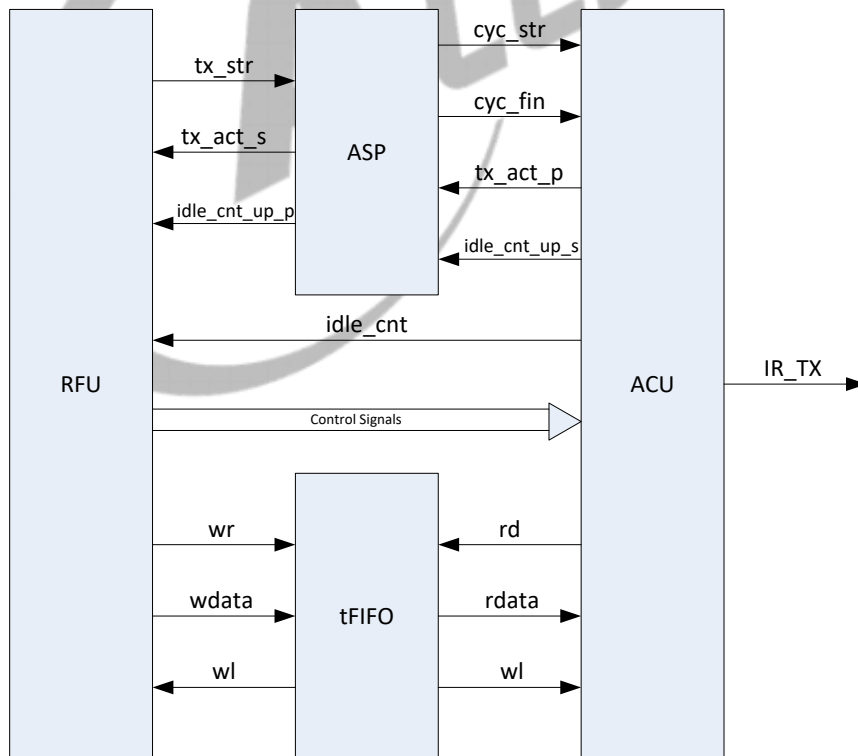 cyc_str
tx_str
cyc_fin
tx_act_s
ASP
tx_act_p
idle_cnt_up_p
idle_cnt_up_s
idle_cnt
RFU
ACU
IR_TX
Control Signals
wr
rd
wdata
tFIFO
rdata
wl
wl